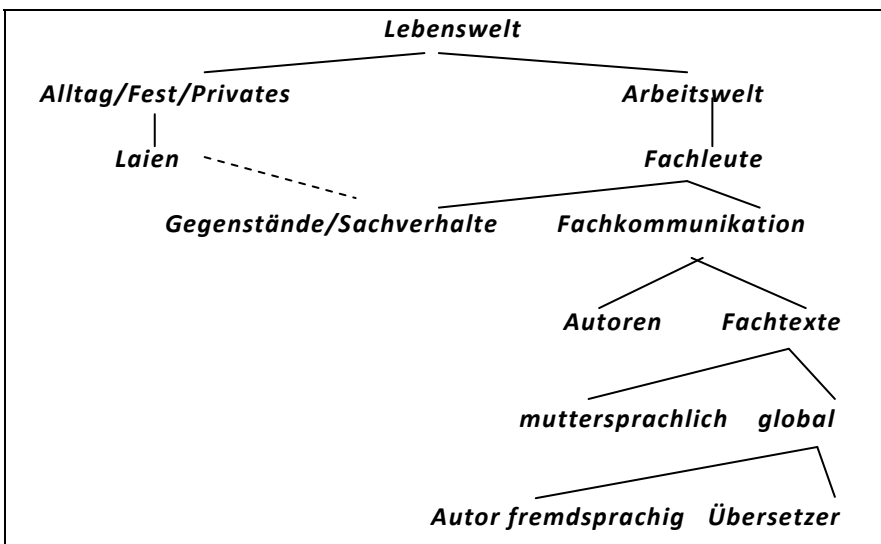 Lebenswelt
Alltag/Fest/Privates Arbeitswelt
Laien Fachleute
Gegenstände/Sachverhalte Fachkommunikation
Autoren Fachtexte
muttersprachlich global
Autor fremdsprachig Übersetzer